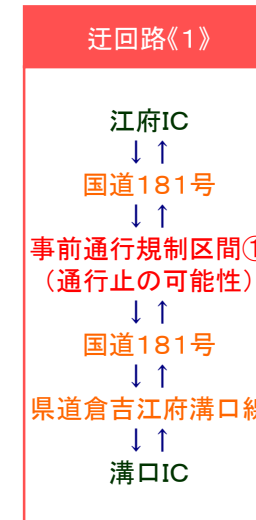 迂回路《1》
江府IC
↓ ↑
国道181号
↓ ↑
事前通行規制区間①
（通行止の可能性）
↓ ↑
国道181号
↓ ↑
県道倉吉江府溝口線
↓ ↑
溝口IC